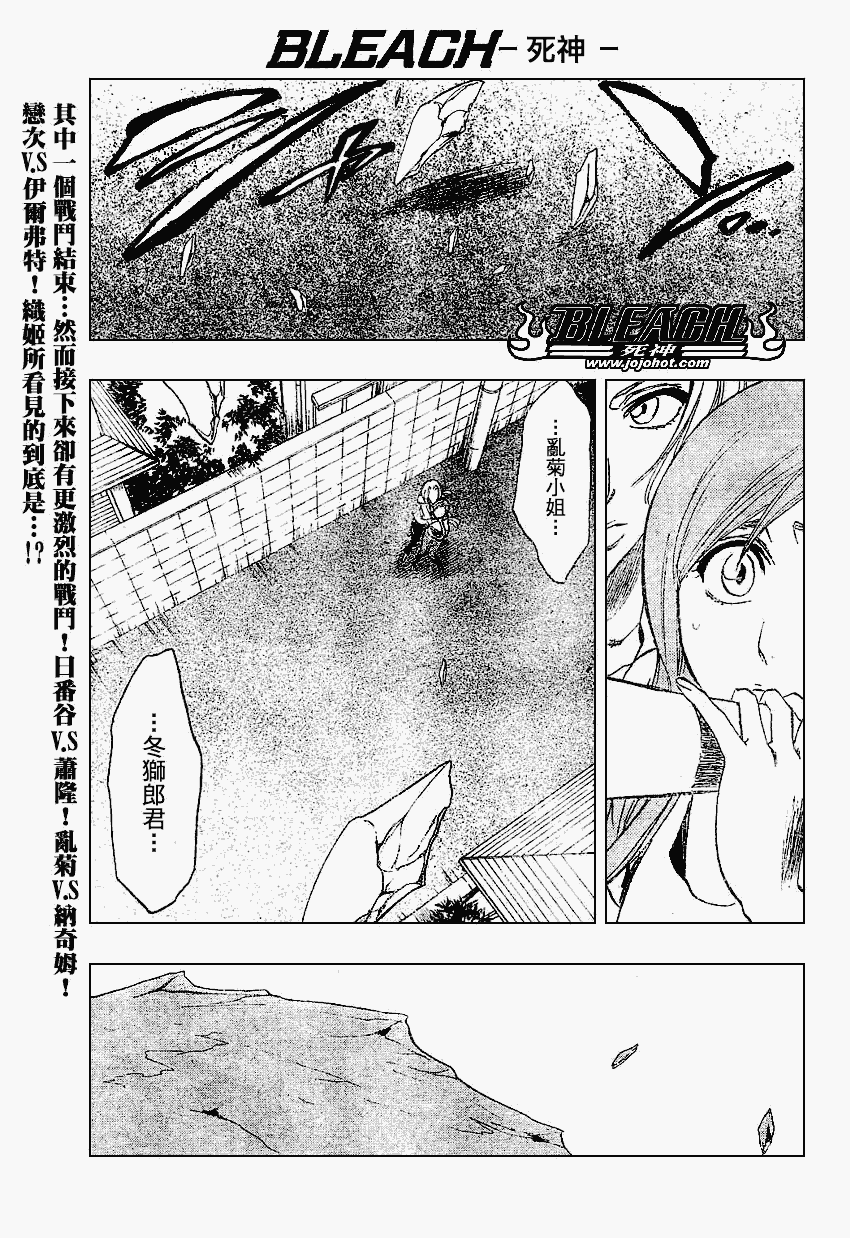 BLEACH－死神－
其中一個戰鬥結束…然而接下來卻有更激烈的戰鬥！日番谷V.S蕭隆！亂菊V.S納奇姆！
戀次V.S伊爾弗特！織姬所看見的到底是…!?
BLEACH
死神
www.jojohot.com
…亂菊小姐…
…冬獅郎君…